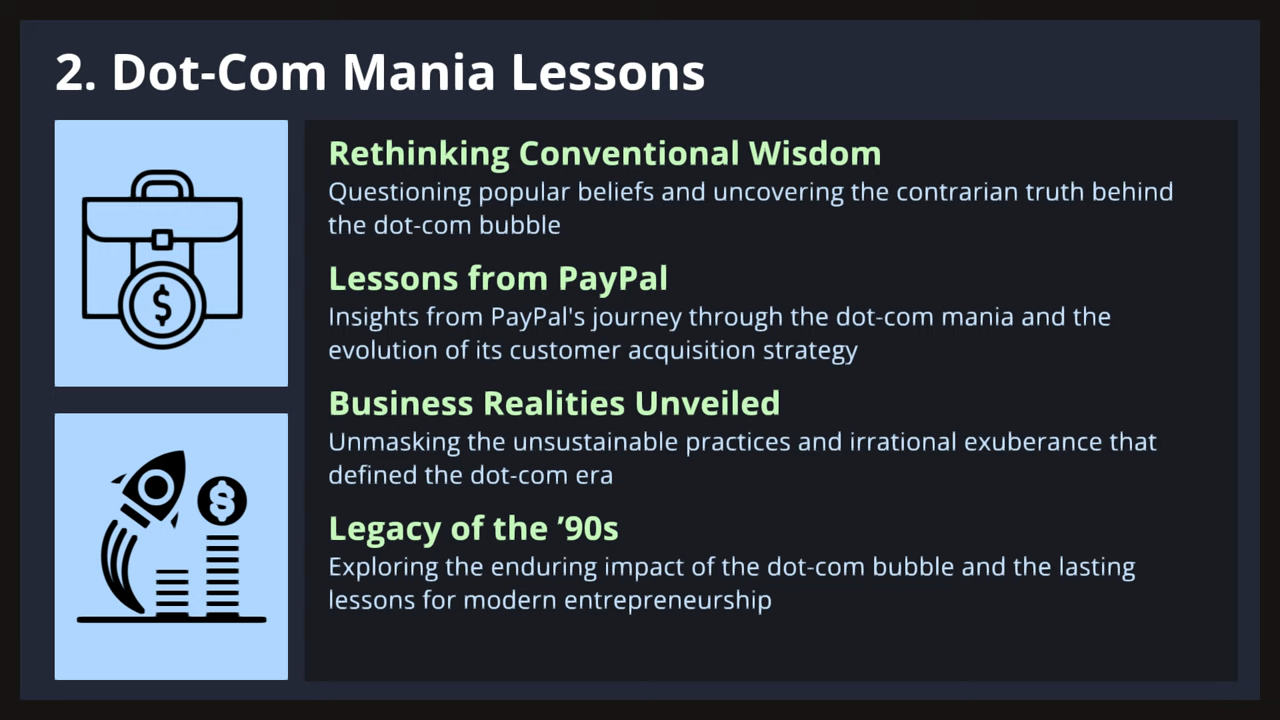 2. Dot-Com Mania Lessons
Rethinking Conventional Wisdom
Questioning popular beliefs and uncovering the contrarian truth behind
the dot-com bubble
Lessons from PayPal
Insights from PayPal's journey through the dot-com mania and the
evolution of its customer acquisition strategy
Business Realities Unveiled
Unmasking the unsustainable practices and irrational exuberance that
defined the dot-com era
Legacy of the ’90s
Exploring the enduring impact of the dot-com bubble and the lasting
lessons for modern entrepreneurship
$
$